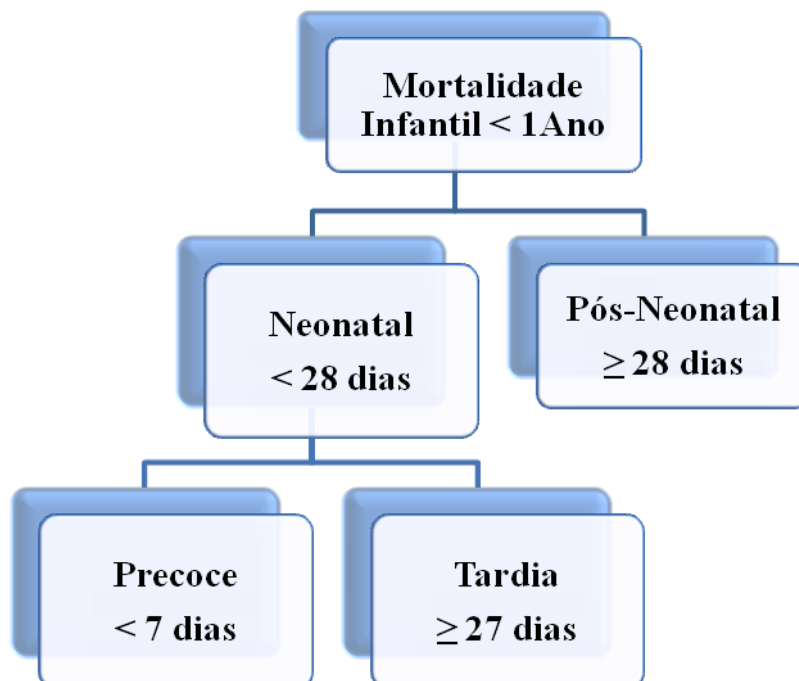 Mortalidade
Infantil < 1Ano
Neonatal
< 28 dias
Pós-Neonatal
≥ 28 dias
Precoce
< 7 dias
Tardia
≥ 27 dias